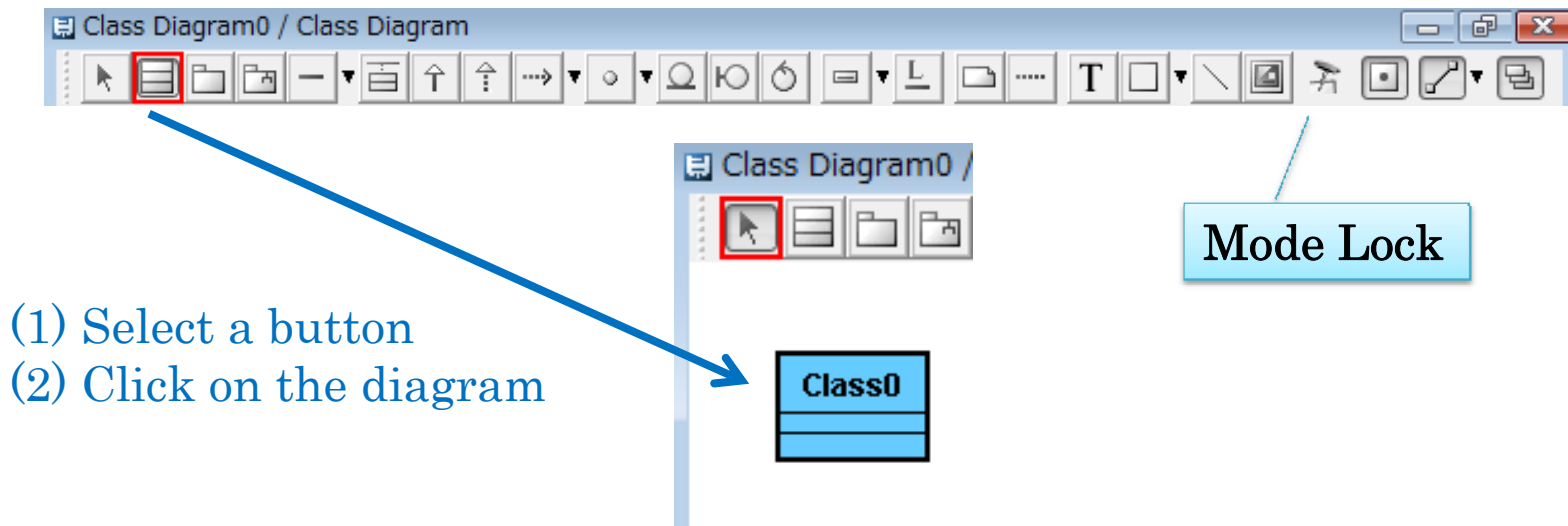 Class Diagram0 / Class Diagram
T
Class Diagram0 /
Mode Lock
(1) Select a button
(2) Click on the diagram
Class0